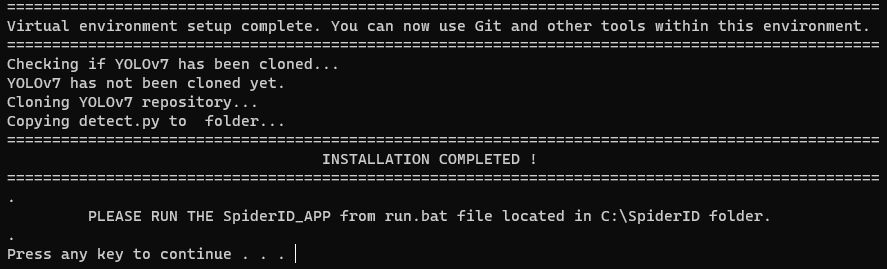 =================================================================================================
Virtual environment setup complete. You can now use Git and other tools within this environment.
=================================================================================================
Checking if YOLOv7 has been cloned...
YOLOv7 has not been cloned yet.
Cloning YOLOv7 repository...
Copying detect.py to  folder...
=================================================================================================
                                   INSTALLATION COMPLETED !
=================================================================================================
.
         PLEASE RUN THE SpiderID_APP from run.bat file located in C:\SpiderID folder.
.
Press any key to continue . . .